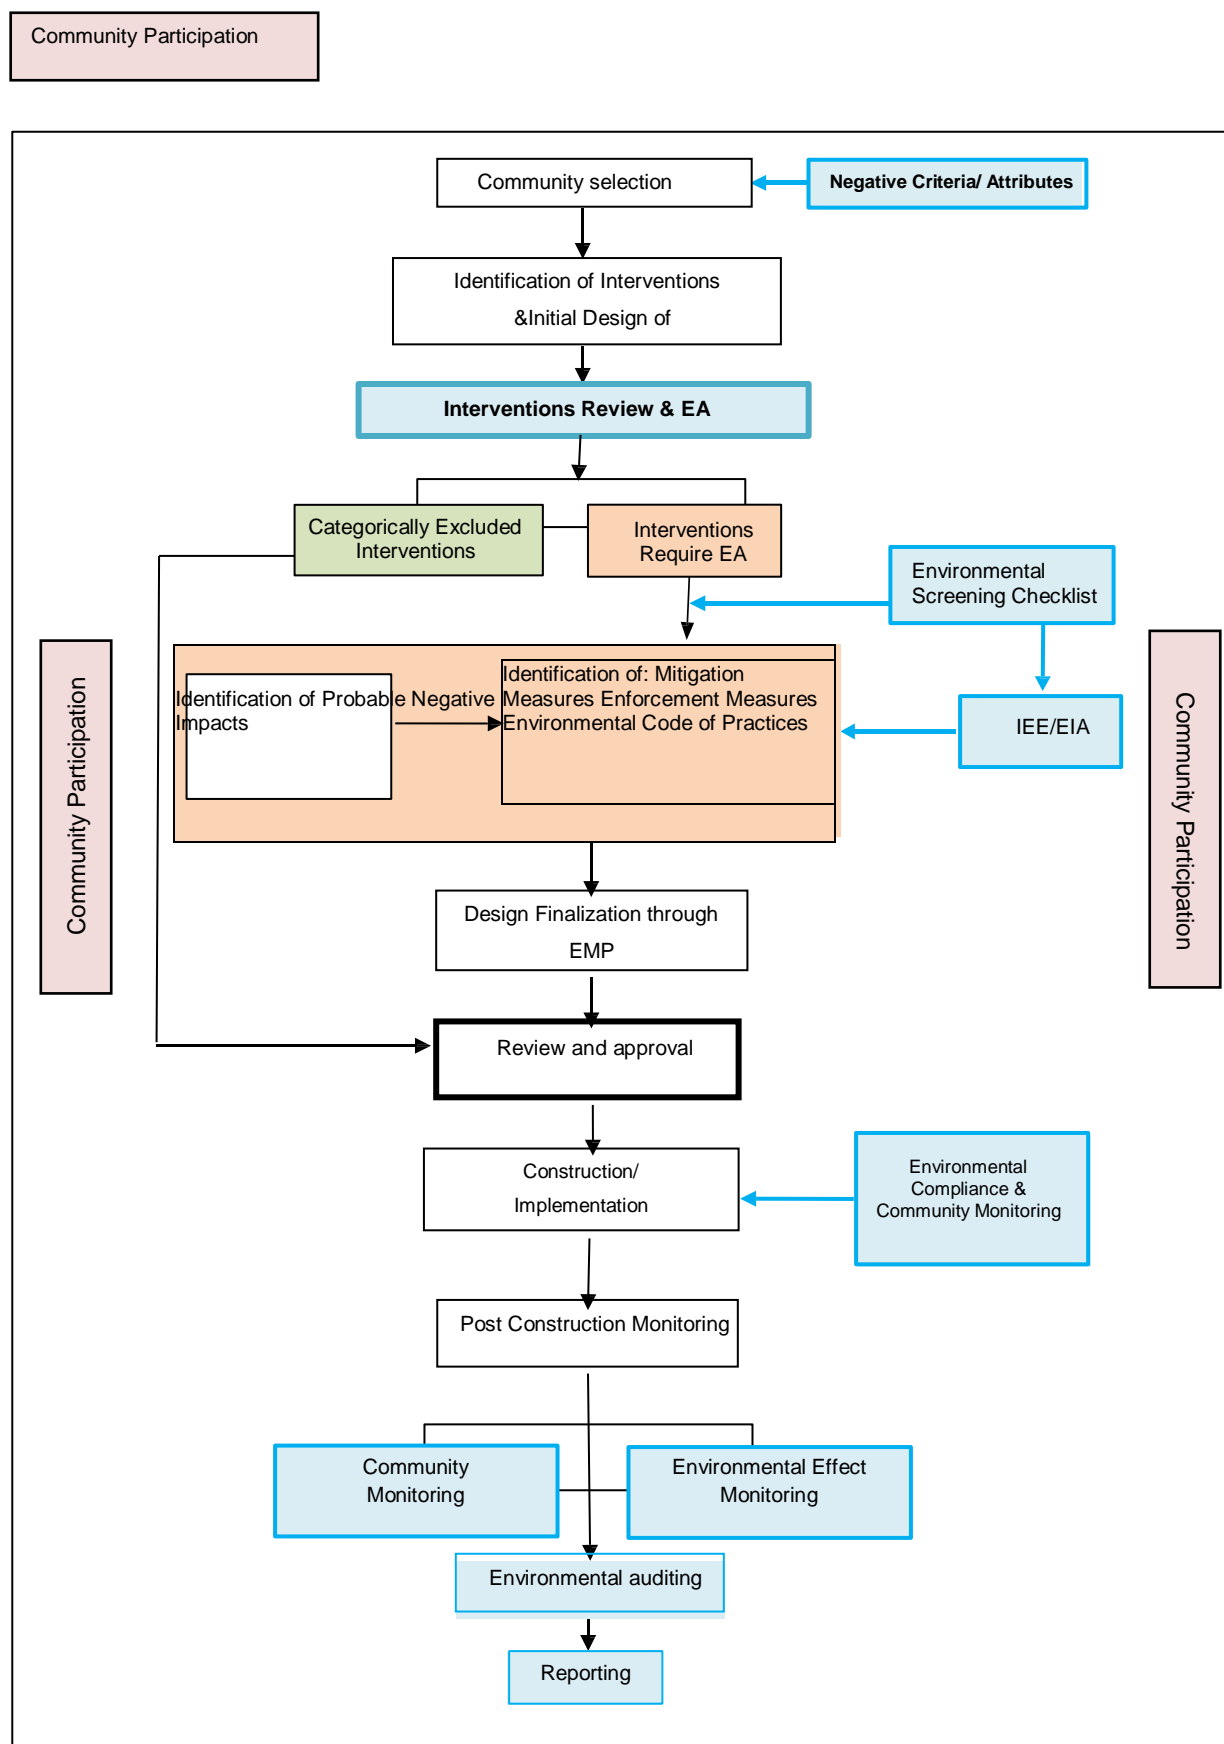 Community Participation
Community selection
Negative Criteria/ Attributes
Identification of Interventions
&Initial Design of
Interventions Review & EA
Categorically Excluded
Interventions
Interventions
Require EA
Environmental
Screening Checklist
Community Participation
Identification of Probable Negative
Impacts
Identification of: Mitigation
Measures Enforcement Measures
Environmental Code of Practices
IEE/EIA
Community Participation
Design Finalization through
EMP
Review and approval
Construction/
Implementation
Environmental
Compliance &
Community Monitoring
Post Construction Monitoring
Community
Monitoring
Environmental Effect
Monitoring
Environmental auditing
Reporting